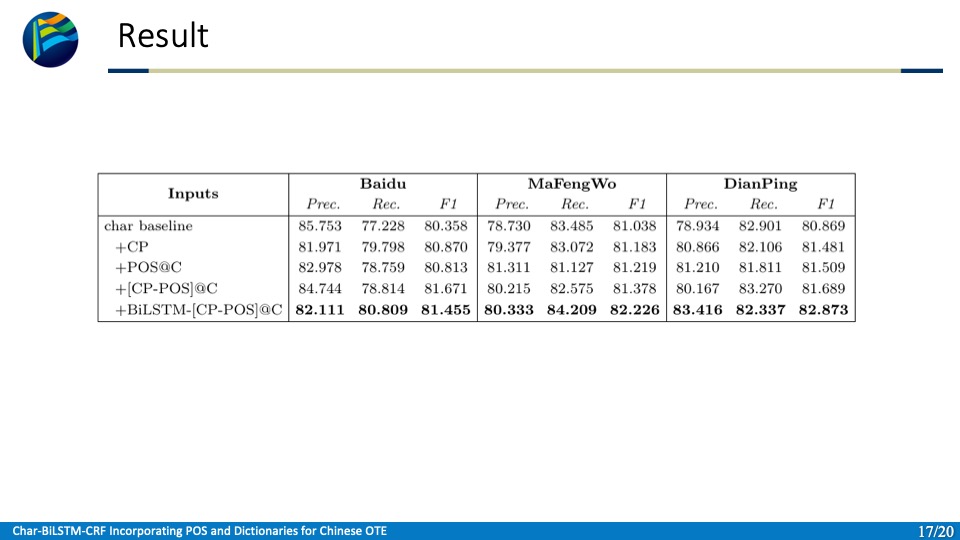 Result
Inputs Baidu MaFengWo DianPing
Prec. Rec. F1 Prec. Rec. F1 Prec. Rec. F1
char baseline 85.753 77.228 80.358 78.730 83.485 81.038 78.934 82.901 80.869
+CP 81.971 79.798 80.870 79.377 83.072 81.183 80.866 82.106 81.481
+POS@C 82.978 78.759 80.813 81.311 81.127 81.219 81.210 81.811 81.509
+[CP-POS]@C 84.744 78.814 81.671 80.215 82.575 81.378 80.167 83.270 81.689
+BiLSTM-[CP-POS]@C 82.111 80.809 81.455 80.333 84.209 82.226 83.416 82.337 82.873
Char-BiLSTM-CRF Incorporating POS and Dictionaries for Chinese OTE
17/20